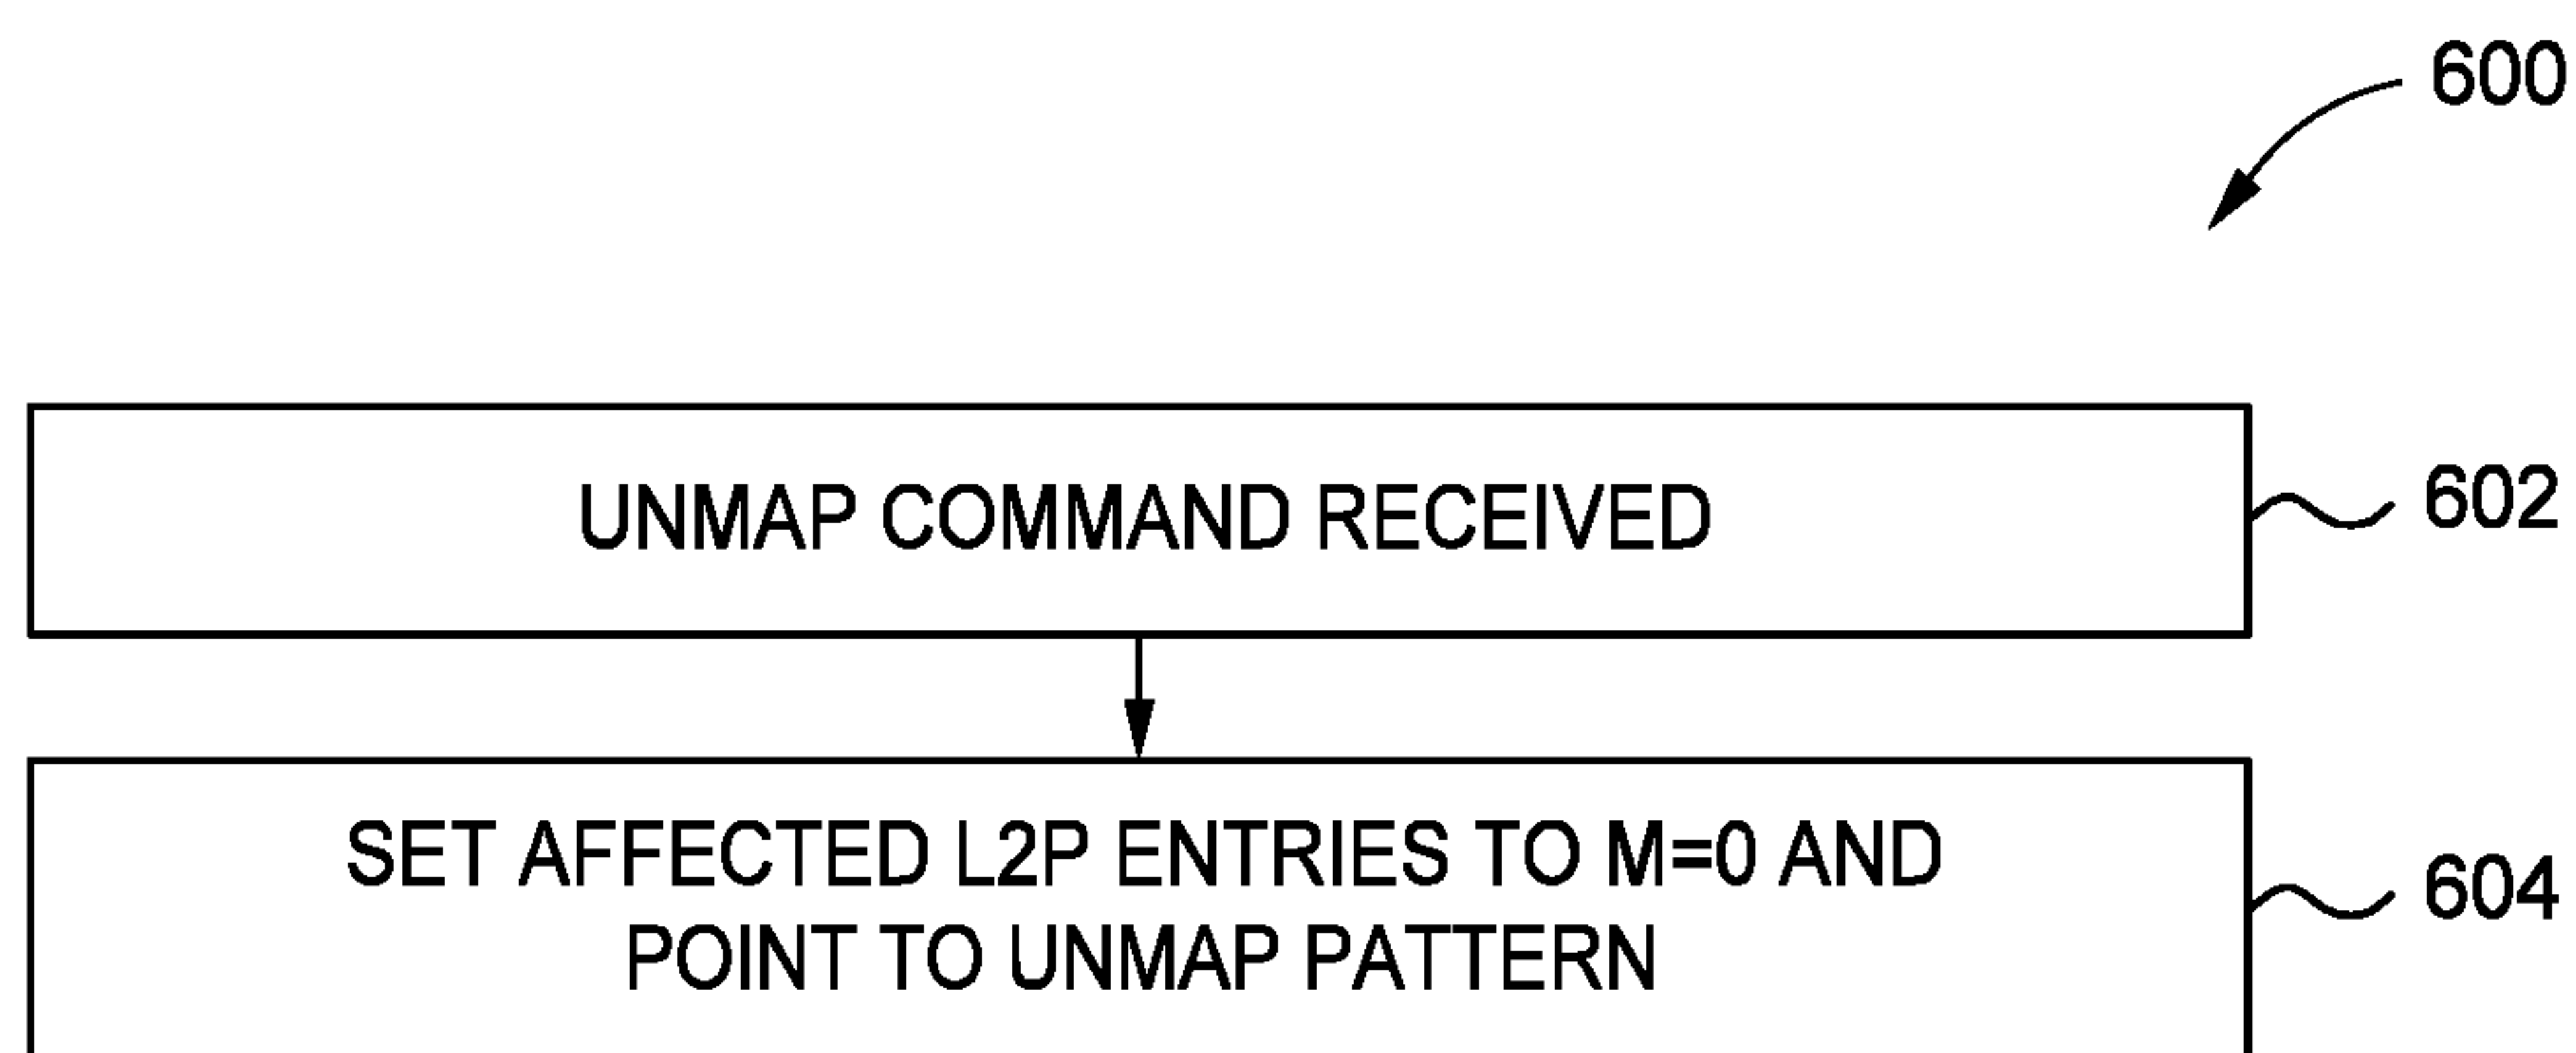 600
UNMAP COMMAND RECEIVED
602
SET AFFECTED L2P ENTRIES TO M=0 AND
POINT TO UNMAP PATTERN
604